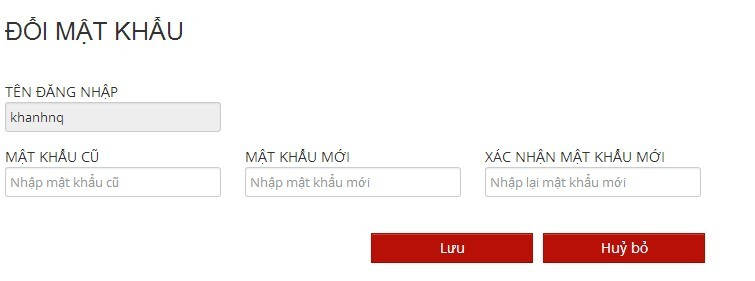 ĐỔI MẬT KHẨU
TÊN ĐĂNG NHẬP
khanhnq
MẬT KHẨU CŨ MẬT KHẨU MỚI XÁC NHẬN MẬT KHẨU MỚI
Nhập mật khẩu cũ Nhập mật khẩu mới Nhập lại mật khẩu mới
Lưu Huỷ bỏ